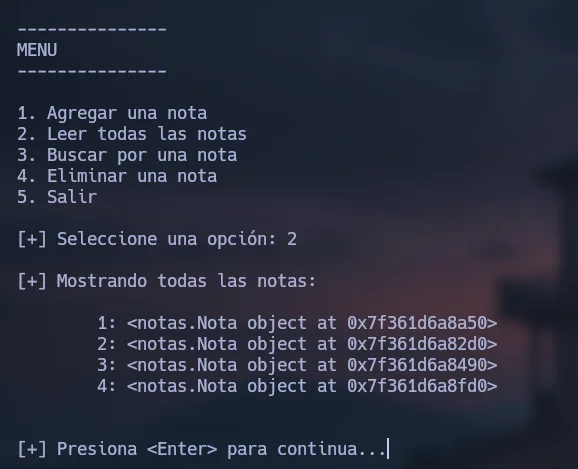 ---------------
MENU
---------------
1. Agregar una nota
2. Leer todas las notas
3. Buscar por una nota
4. Eliminar una nota
5. Salir
[+] Seleccione una opción: 2
[+] Mostrando todas las notas:
1: <notas.Nota object at 0x7f361d6a8a50>
2: <notas.Nota object at 0x7f361d6a82d0>
3: <notas.Nota object at 0x7f361d6a8490>
4: <notas.Nota object at 0x7f361d6a8fd0>
[+] Presiona <Enter> para continua...